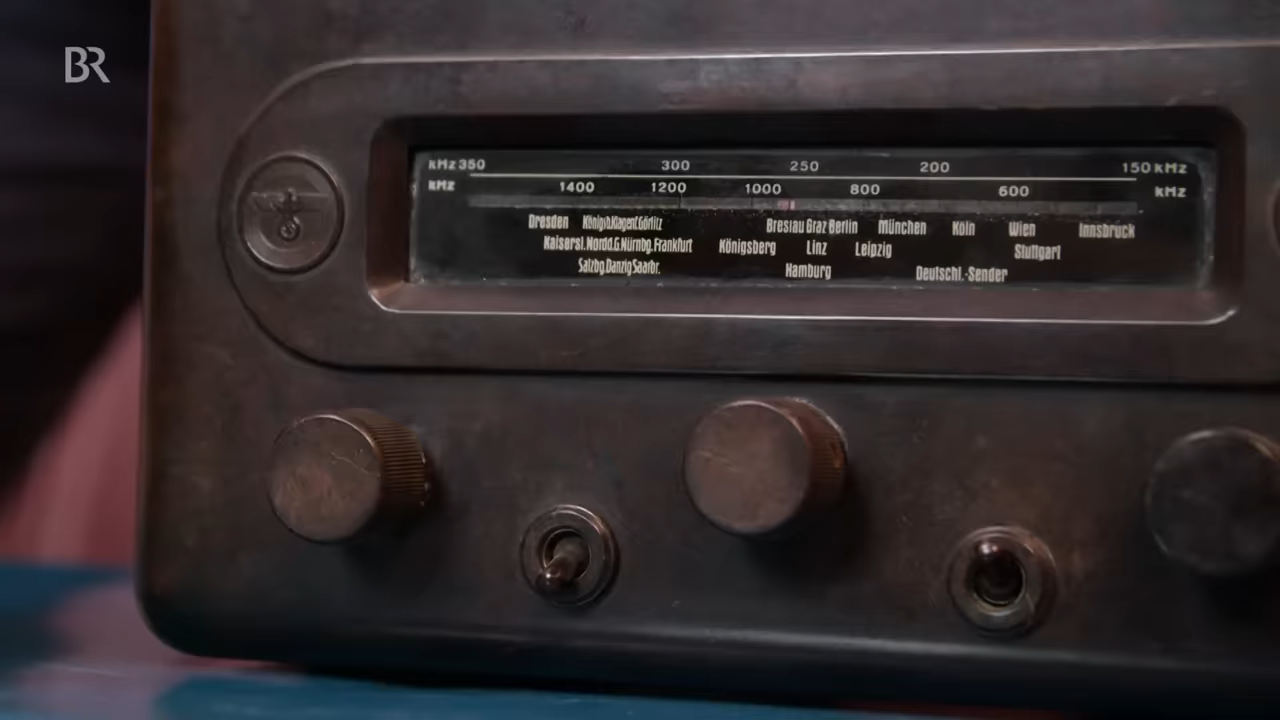 BR
kHz 350 300 250 200 150 kHz
kHz 1400 1200 1000 800 600 kHz
Dresden Königsb.Klagenf.Görlitz Breslau Graz Berlin München Köln Wien Innsbruck
Kaisersl.Nordd.G.Nürnbg.Frankfurt Königsberg Linz Leipzig Stuttgart
Salzbg.Danzig Saarbr. Hamburg Deutschl.-Sender